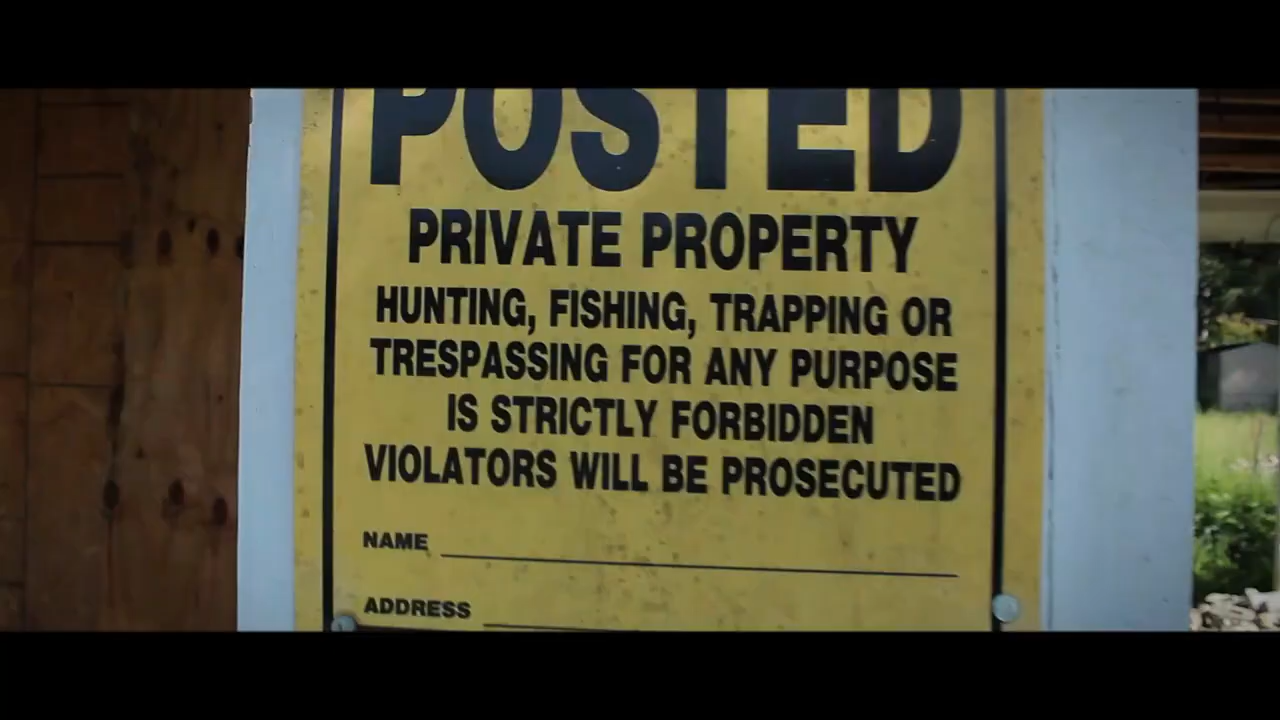 POSTED
PRIVATE PROPERTY
HUNTING, FISHING, TRAPPING OR
TRESPASSING FOR ANY PURPOSE
IS STRICTLY FORBIDDEN
VIOLATORS WILL BE PROSECUTED
NAME
ADDRESS